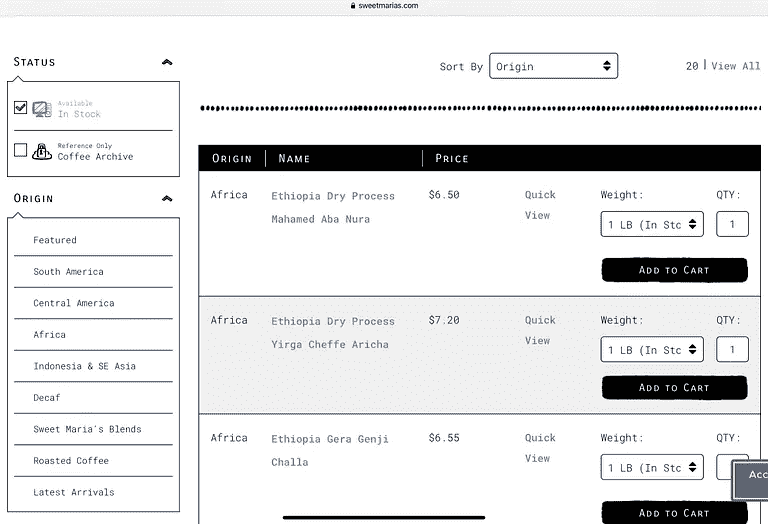 sweetmarias.com
Status
Available
In Stock
Reference Only
Coffee Archive
Origin
Featured
South America
Central America
Africa
Indonesia & SE Asia
Decaf
Sweet Maria's Blends
Roasted Coffee
Latest Arrivals
Sort By Origin 20 | View All
Origin Name Price
Africa Ethiopia Dry Process $6.50 Quick Weight: QTY:
Mahamed Aba Nura View 1 LB (In Stc 1
Add to Cart
Africa Ethiopia Dry Process $7.20 Quick Weight: QTY:
Yirga Cheffe Aricha View 1 LB (In Stc 1
Add to Cart
Africa Ethiopia Gera Genji $6.55 Quick Weight: QTY:
Challa View 1 LB (In Stc
Acc
Add to Cart